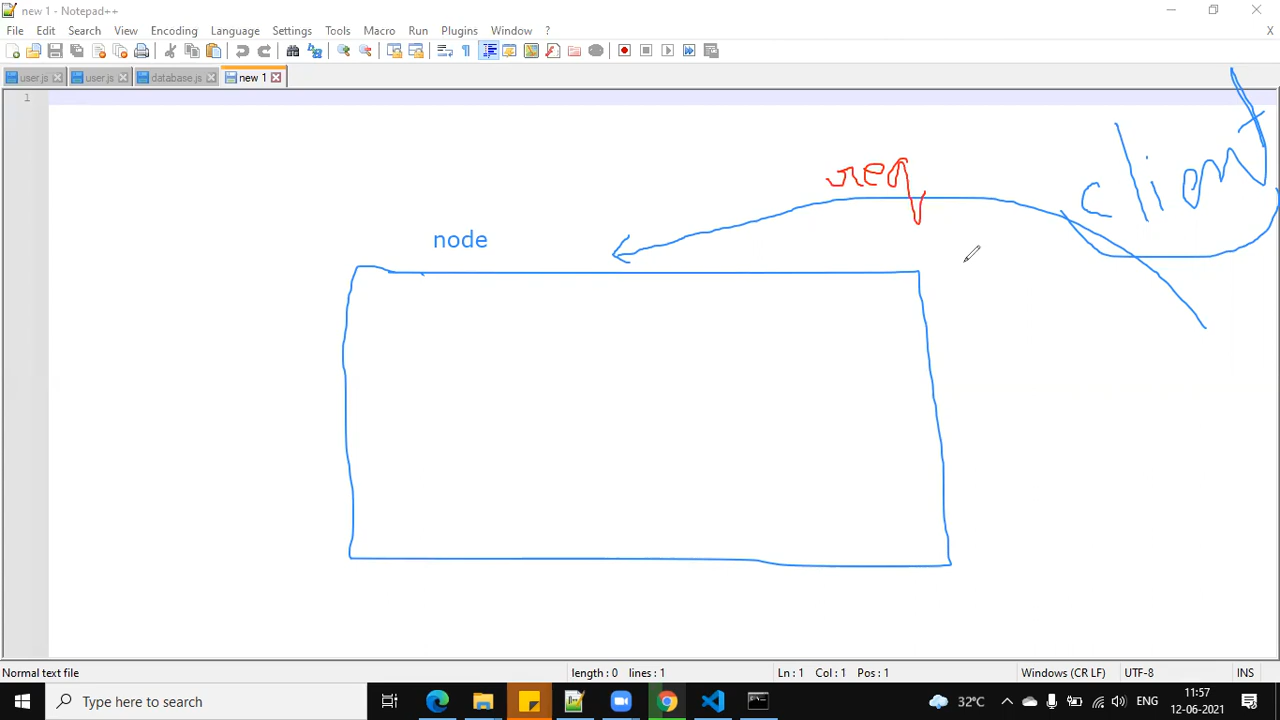 new 1 - Notepad++
File Edit Search View Encoding Language Settings Tools Macro Run Plugins Window ? X
user.js user.js database.js new 1
1
client
req
node
Normal text file length : 0 lines : 1 Ln : 1 Col : 1 Pos : 1 Windows (CR LF) UTF-8 INS
Type here to search 32°C ENG 11:57
12-06-2021